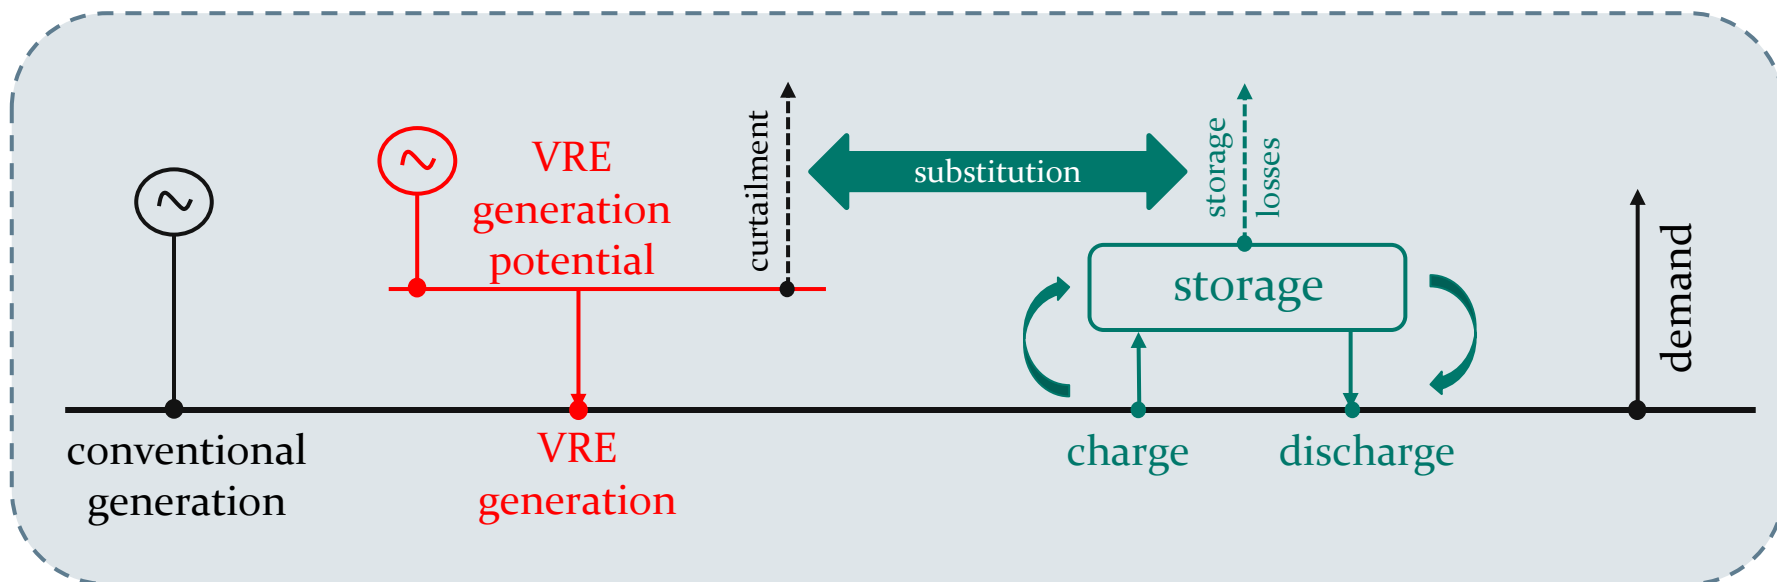 VRE
generation
potential
curtailment
substitution
storage
losses
storage
demand
conventional
generation
VRE
generation
charge
discharge